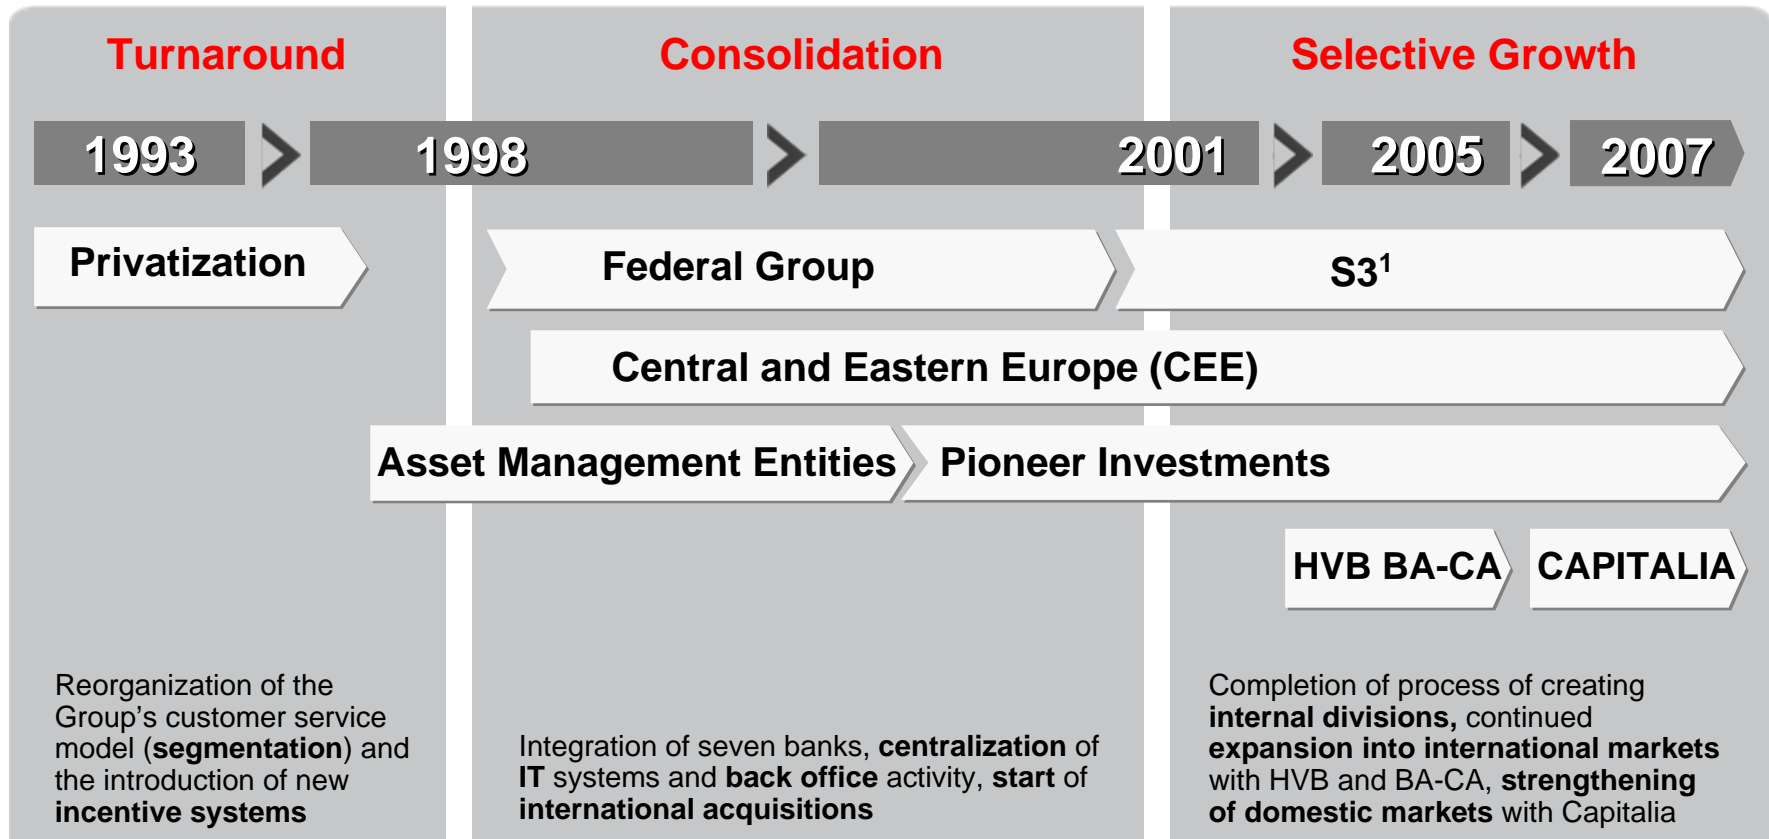 Turnaround
Consolidation
Selective Growth
1993
1998
2001
2005
2007
Privatization
Federal Group
S3¹
Central and Eastern Europe (CEE)
Asset Management Entities
Pioneer Investments
HVB BA-CA
CAPITALIA
Reorganization of the
Group’s customer service
model (segmentation) and
the introduction of new
incentive systems
Integration of seven banks, centralization of
IT systems and back office activity, start of
international acquisitions
Completion of process of creating
internal divisions, continued
expansion into international markets
with HVB and BA-CA, strengthening
of domestic markets with Capitalia